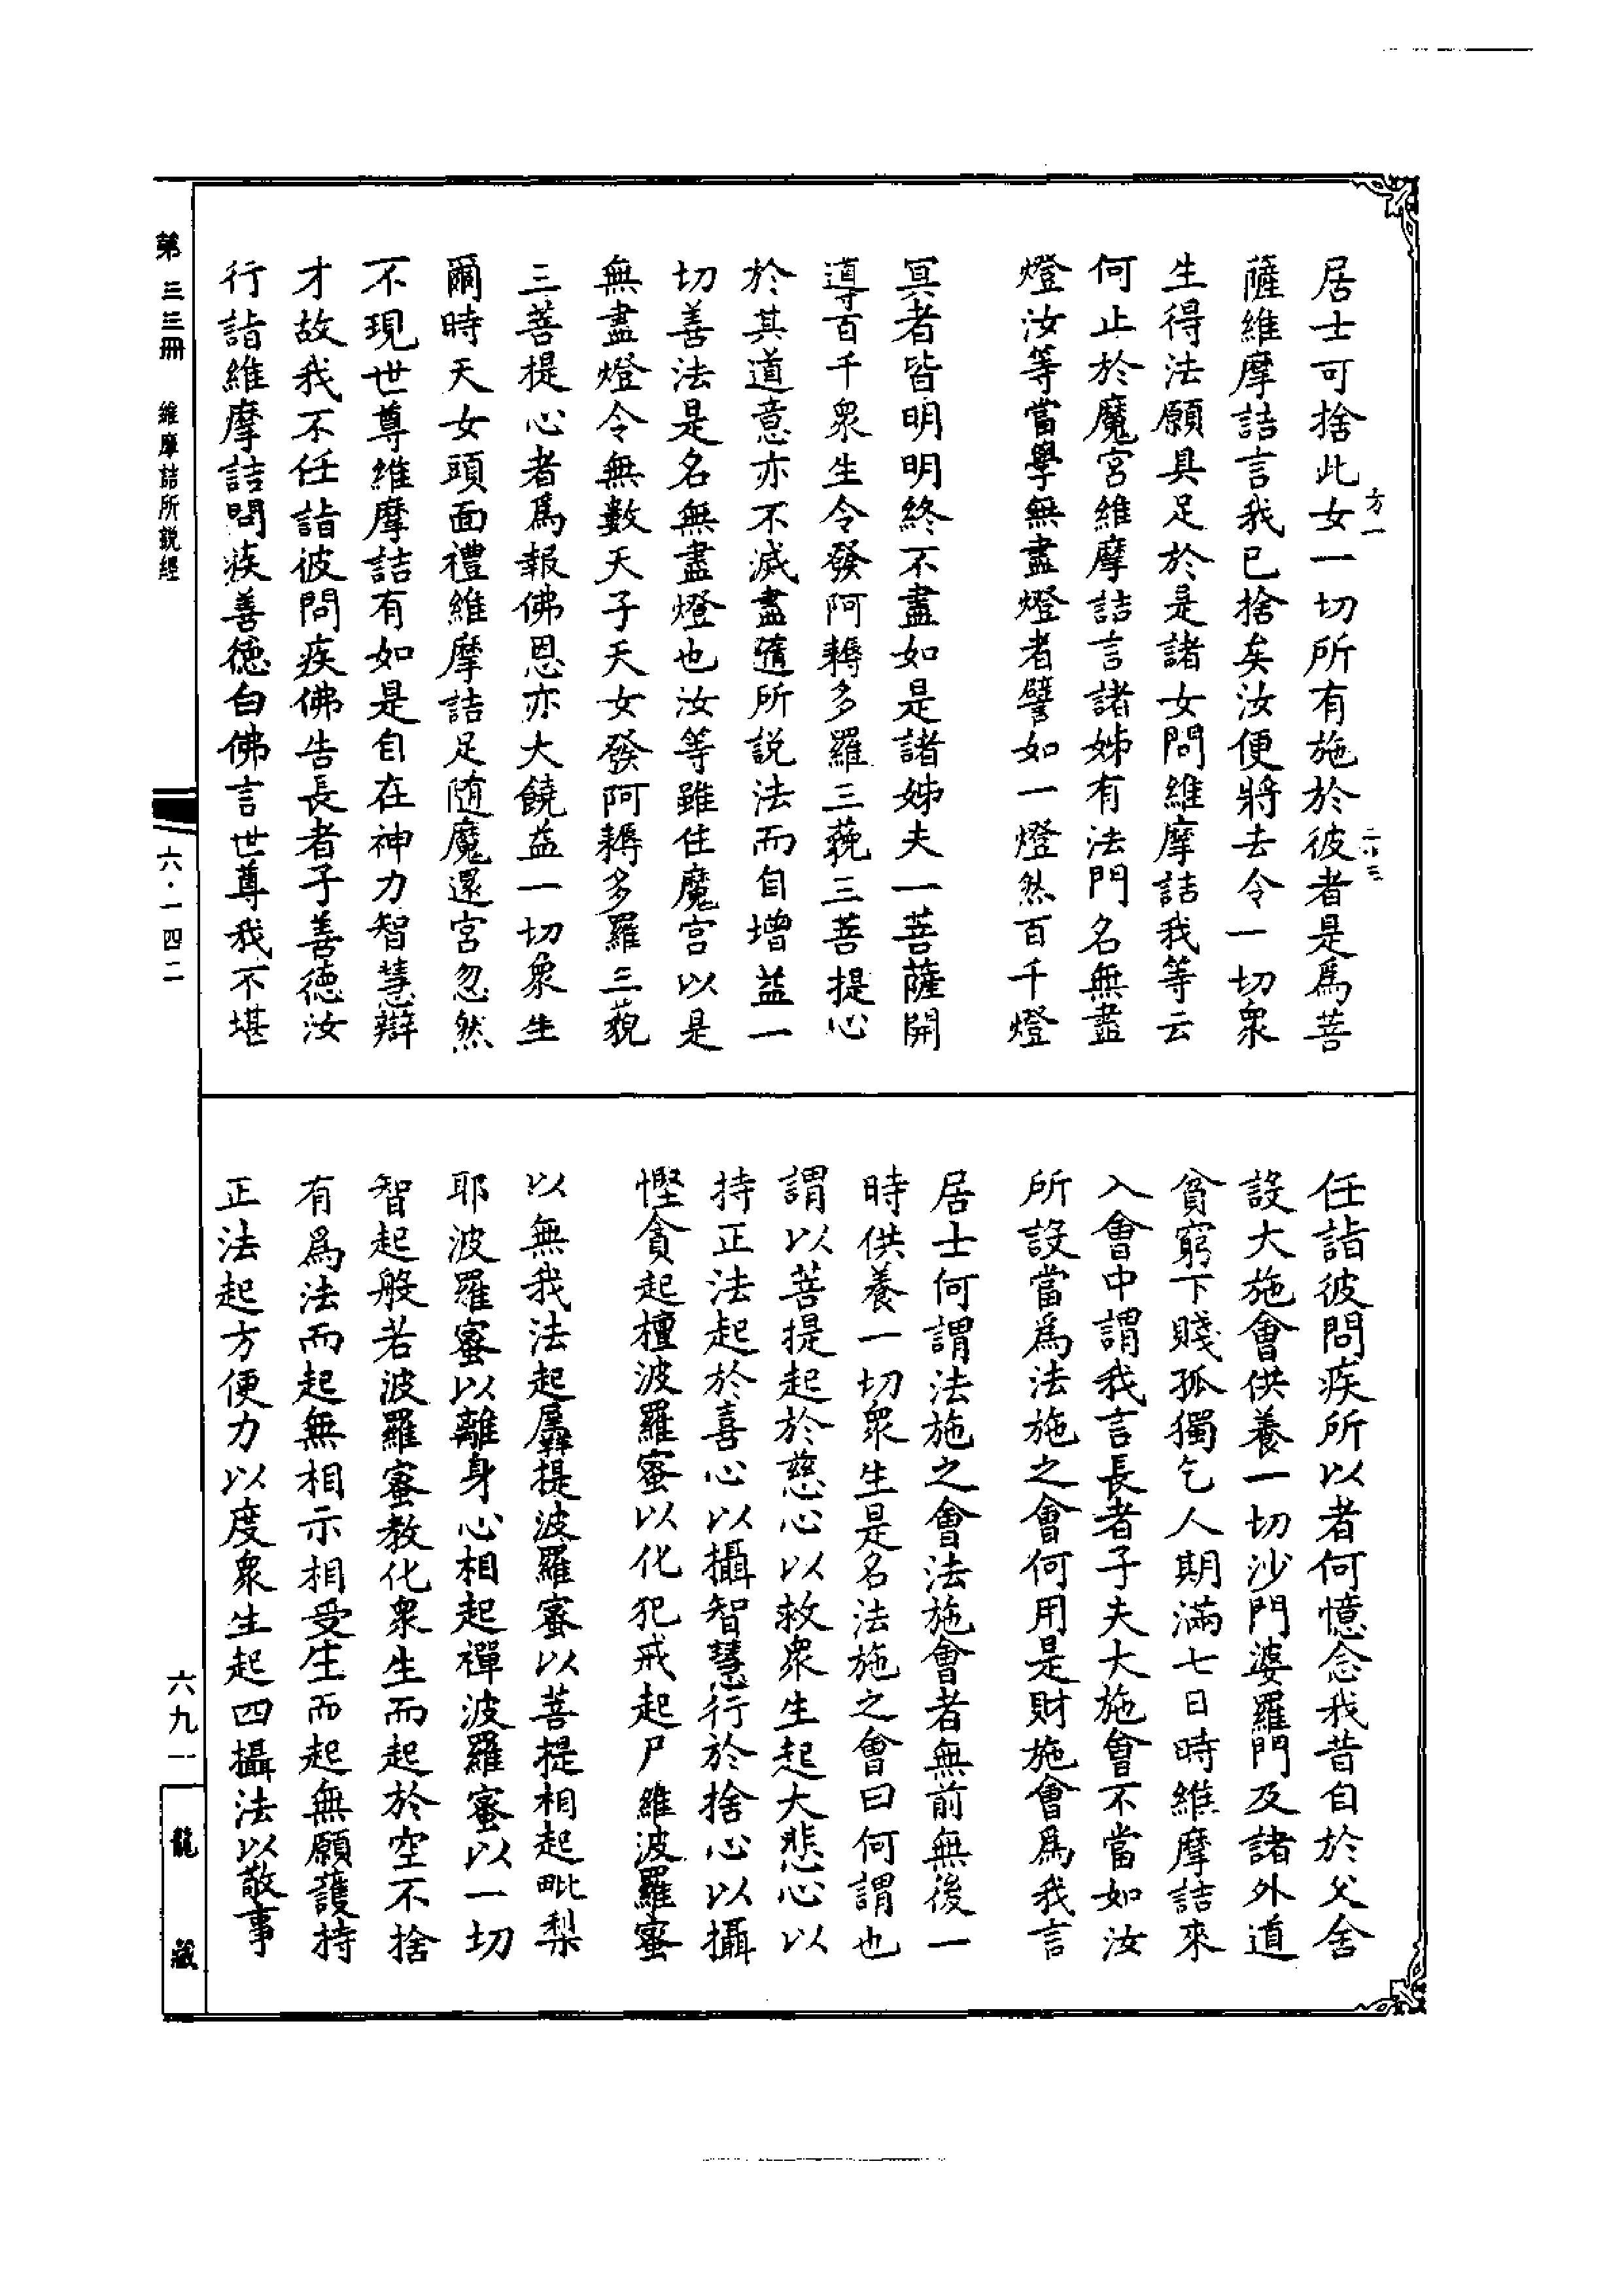 居士可捨此女一切所有施於彼者是爲菩
薩維摩詰言我已捨矣汝便將去令一切衆
生得法願具足於是諸女問維摩詰我等云
何止於魔宮維摩詰言諸姊有法門名無盡
燈汝等當學無盡燈者譬如一燈然百千燈
冥者皆明明終不盡如是諸姊夫一菩薩開
導百千衆生令發阿耨多羅三藐三菩提心
於其道意亦不滅盡隨所說法而自增益一
切善法是名無盡燈也汝等雖住魔宮以是
無盡燈令無數天子天女發阿耨多羅三藐
三菩提心者爲報佛恩亦大饒益一切衆生
爾時天女頭面禮維摩詰足随魔還宮忽然
不現世尊維摩詰有如是自在神力智慧辯
才故我不任詣彼問疾佛告長者子善德汝
行詣維摩詰問疾善德白佛言世尊我不堪
任詣彼問疾所以者何憶念我昔自於父舍
設大施會供養一切沙門婆羅門及諸外道
貧窮下賤孤獨乞人期滿七日時維摩詰來
入會中謂我言長者子夫大施會不當如汝
所設當爲法施之會何用是財施會爲我言
居士何謂法施之會法施會者無前無後一
時供養一切衆生是名法施之會曰何謂也
謂以菩提起於慈心以救衆生起大悲心以
持正法起於喜心以攝智慧行於捨心以攝
慳貪起檀波羅蜜以化犯戒起尸維波羅蜜
以無我法起羼提波羅蜜以菩提相起毗梨
耶波羅蜜以離身心相起禪波羅蜜以一切
智起般若波羅蜜教化衆生而起於空不捨
有爲法而起無相示相受生而起無願護持
正法起方便力以度衆生起四攝法以敬事
方一
二十三
第三三冊 維摩詰所説經
六·一四二
六九一
龍藏